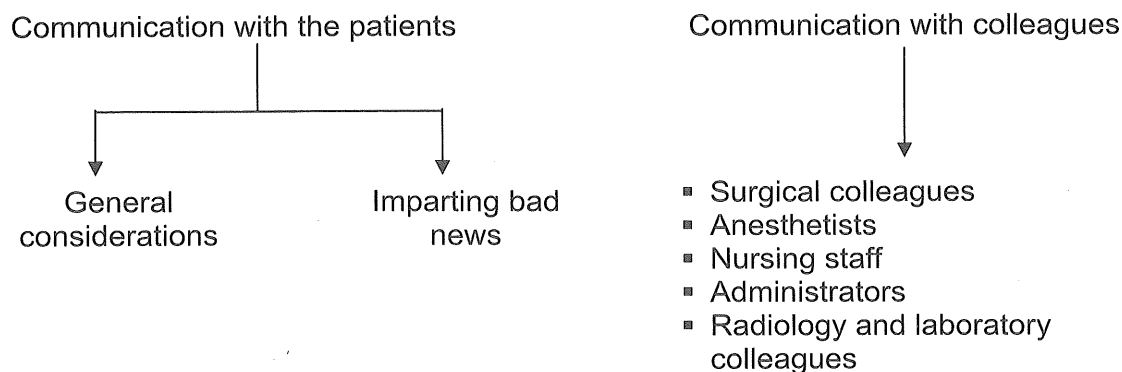 Communication with the patients
General
considerations
Imparting bad
news
Communication with colleagues
▪ Surgical colleagues
▪ Anesthetists
▪ Nursing staff
▪ Administrators
▪ Radiology and laboratory
colleagues